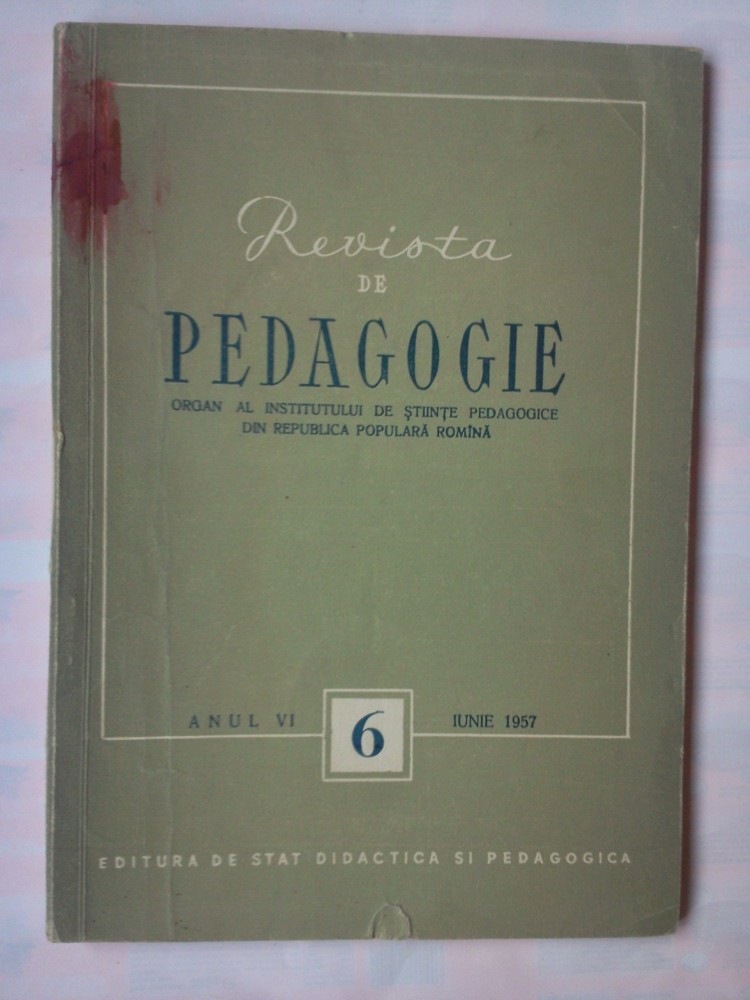 Revista
DE
PEDAGOGIE
ORGAN AL INSTITUTULUI DE ȘTIINȚE PEDAGOGICE
DIN REPUBLICA POPULARĂ ROMÎNĂ
ANUL VI 6 IUNIE 1957
EDITURA DE STAT DIDACTICA SI PEDAGOGICA